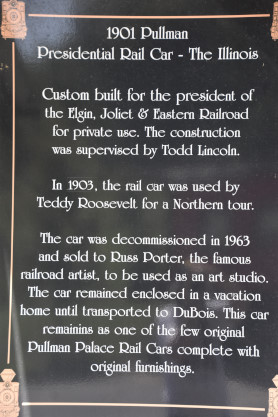 1901 Pullman
Presidential Rail Car - The Illinois
Custom built for the president of
the Elgin, Joliet & Eastern Railroad
for private use. The construction
was supervised by Todd Lincoln.
In 1903, the rail car was used by
Teddy Roosevelt for a Northern tour.
The car was decommissioned in 1963
and sold to Russ Porter, the famous
railroad artist, to be used as an art studio.
The car remained enclosed in a vacation
home until transported to DuBois. This car
remainins as one of the few original
Pullman Palace Rail Cars complete with
original furnishings.